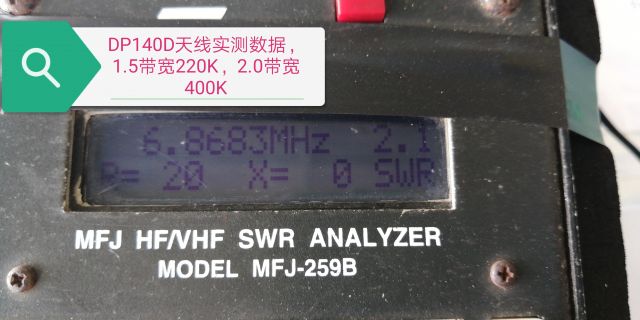 DP140D天线实测数据，
1.5带宽220K，2.0带宽
400K
6.8683MHz 2.1
R= 20 X= 0 SWR
MFJ HF/VHF SWR ANALYZER
MODEL MFJ-259B